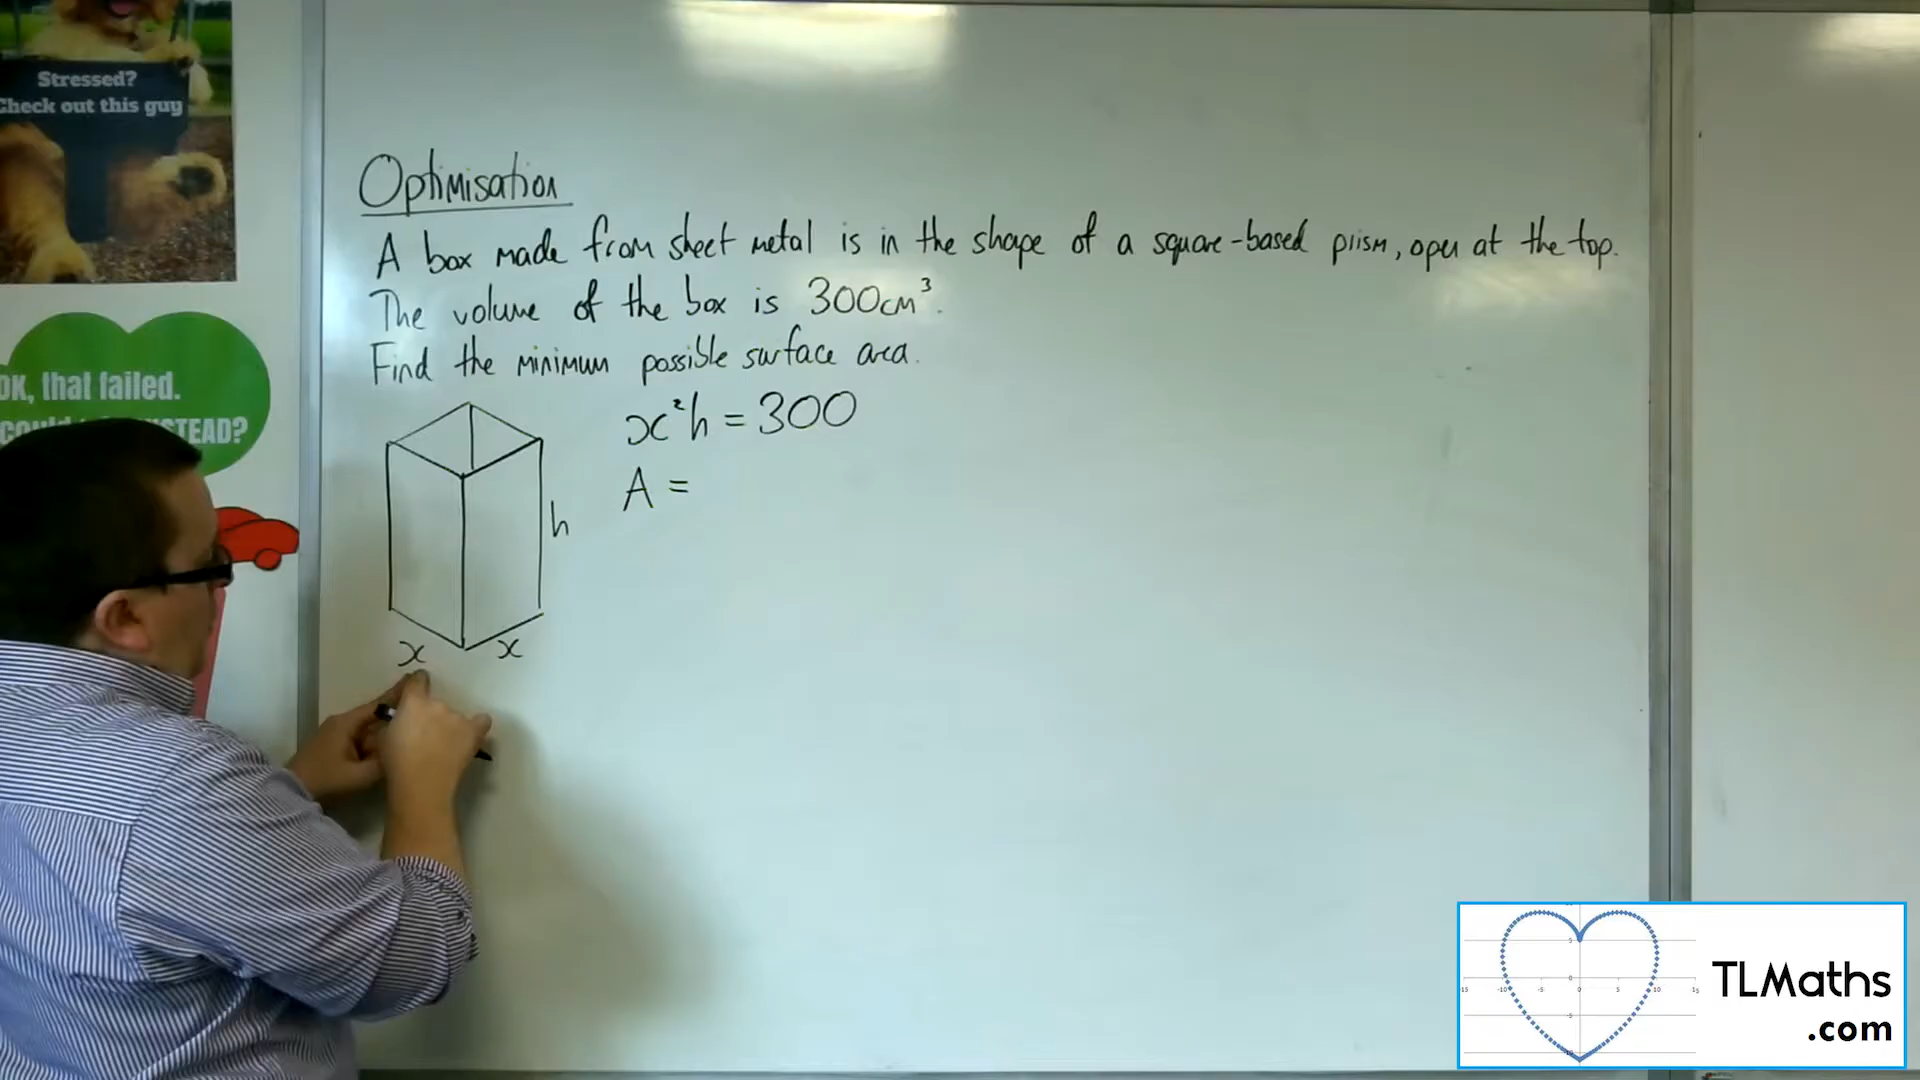 Stressed?
Check out this guy
Optimisation
A box made from sheet metal is in the shape of a square-based prism, open at the top.
The volume of the box is 300cm³.
Find the minimum possible surface area.
OK, that failed.
INSTEAD?
x²h = 300
A =
h
x x
TLMaths
.com